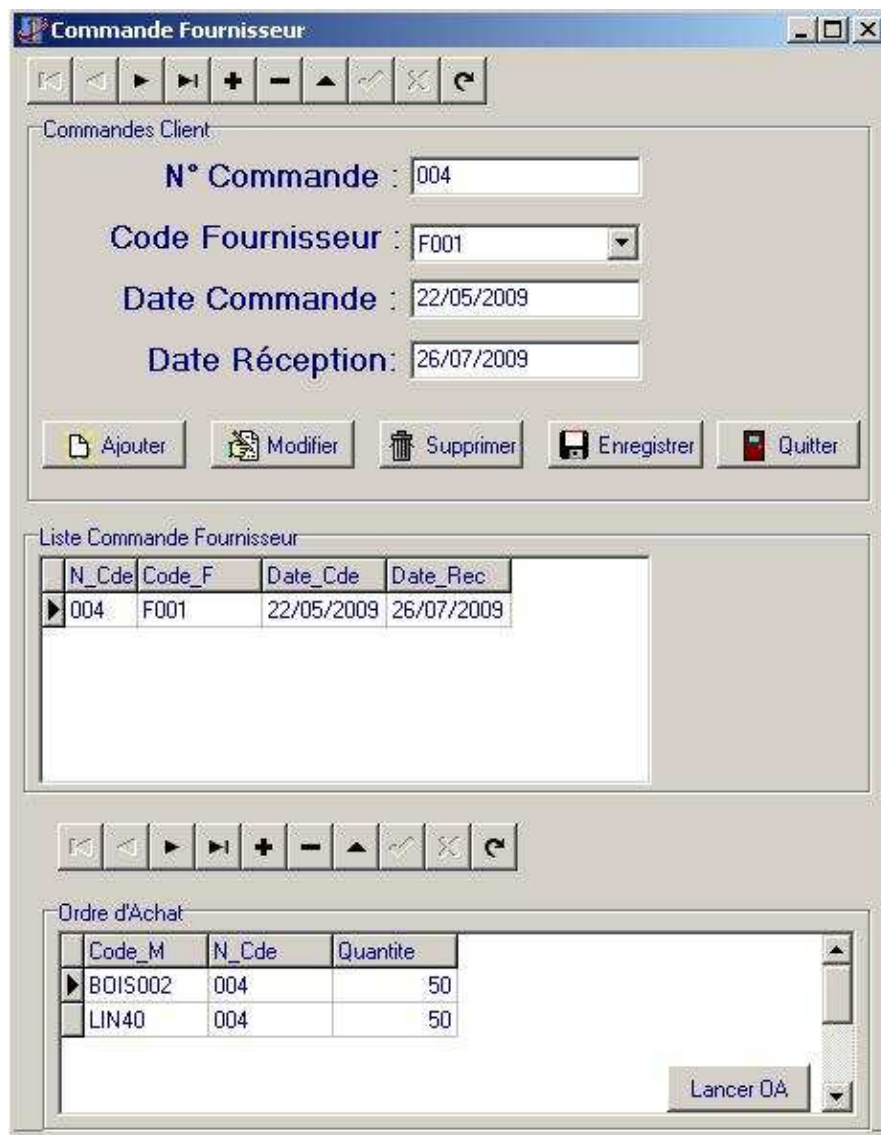 Commande Fournisseur
Commandes Client
N° Commande : 004
Code Fournisseur : F001
Date Commande : 22/05/2009
Date Réception: 26/07/2009
Ajouter Modifier Supprimer Enregistrer Quitter
Liste Commande Fournisseur
N_Cde Code_F Date_Cde Date_Rec
004 F001 22/05/2009 26/07/2009
Ordre d'Achat
Code_M N_Cde Quantite
BOIS002 004 50
LIN40 004 50
Lancer OA